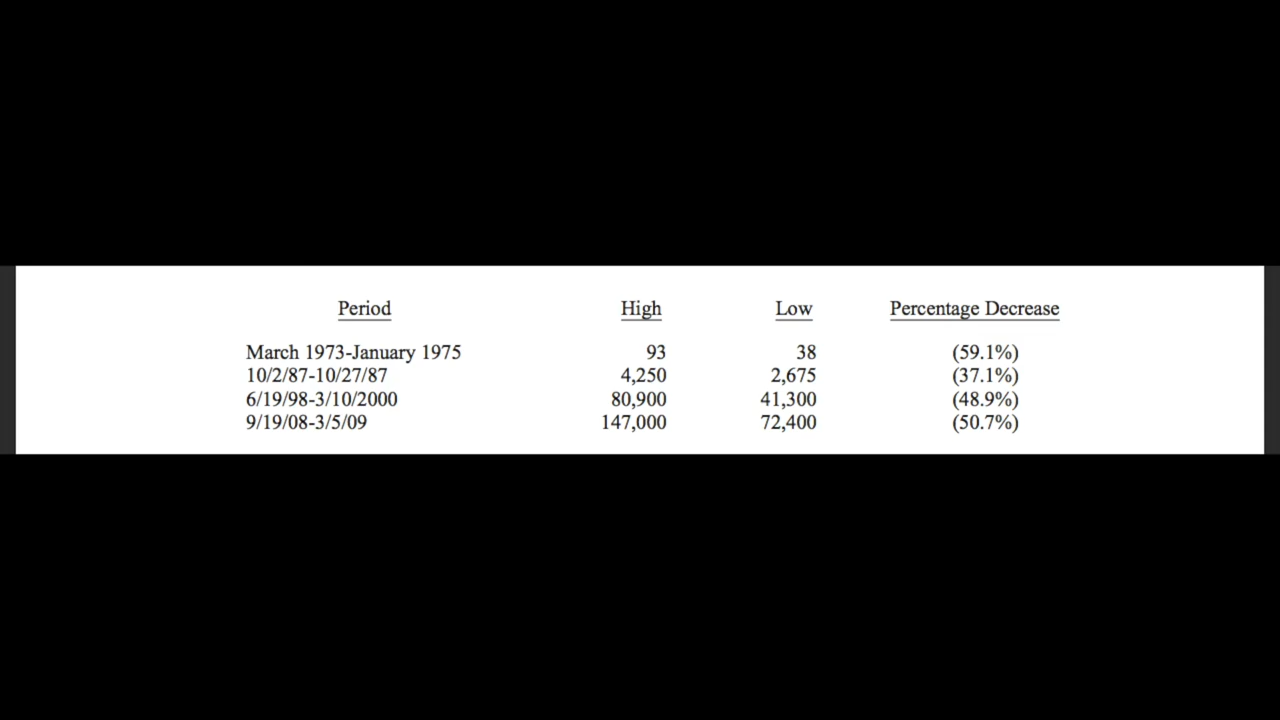 Period High Low Percentage Decrease
March 1973-January 1975 93 38 (59.1%)
10/2/87-10/27/87 4,250 2,675 (37.1%)
6/19/98-3/10/2000 80,900 41,300 (48.9%)
9/19/08-3/5/09 147,000 72,400 (50.7%)